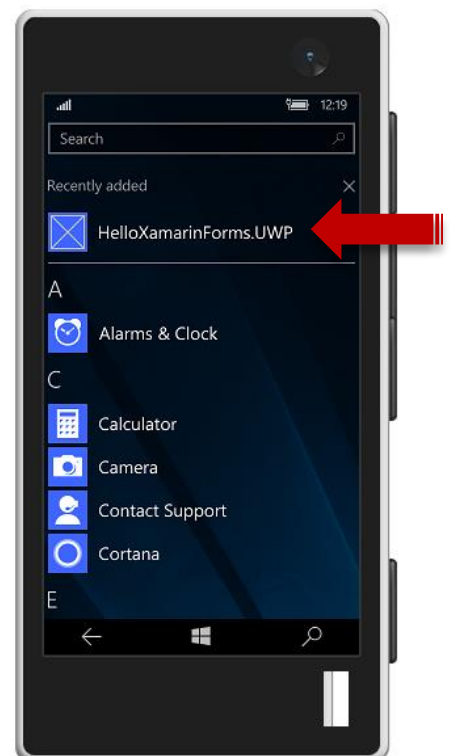 12:19
Search
Recently added
HelloXamarinForms.UWP
A
Alarms & Clock
C
Calculator
Camera
Contact Support
Cortana
E